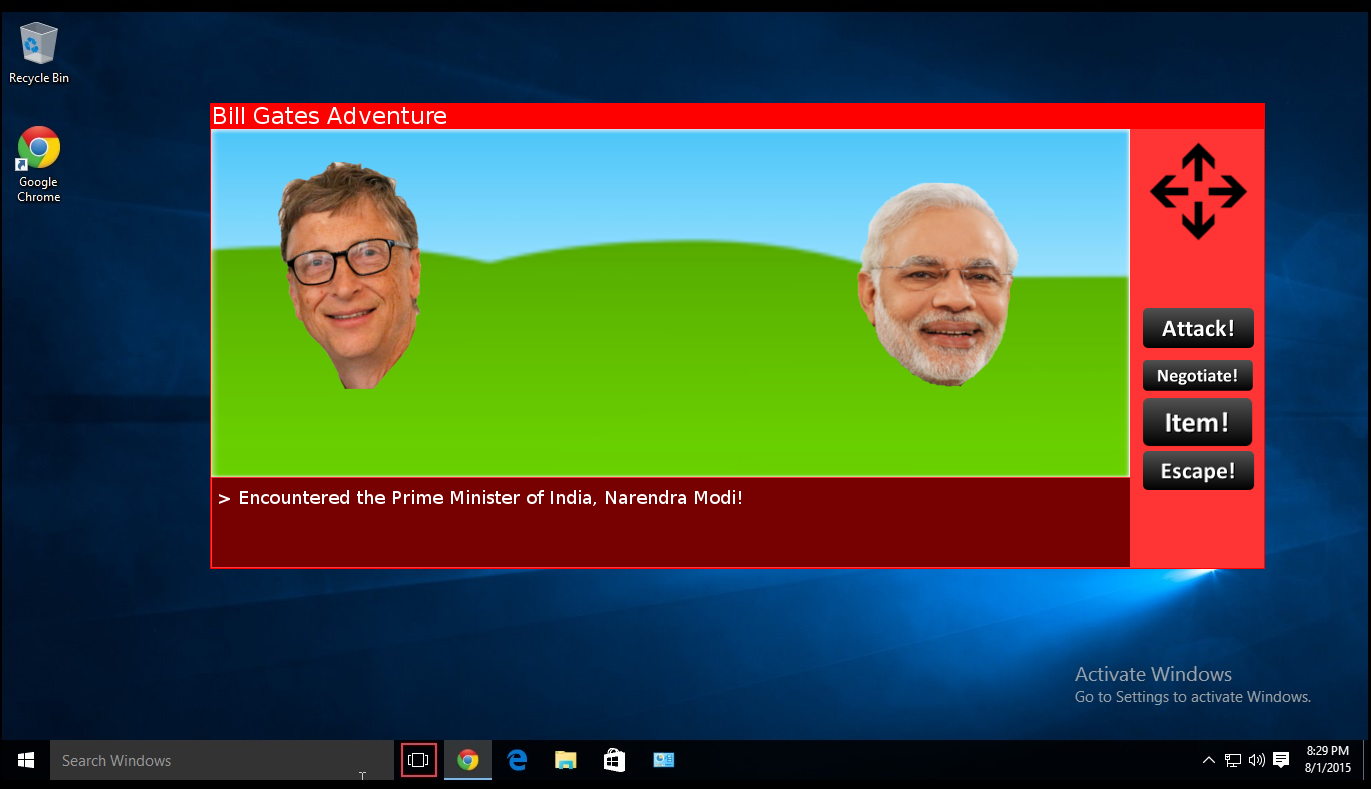 Recycle Bin
Google
Chrome
Bill Gates Adventure
Attack!
Negotiate!
Item!
Escape!
> Encountered the Prime Minister of India, Narendra Modi!
Activate Windows
Go to Settings to activate Windows.
Search Windows
8:29 PM
8/1/2015